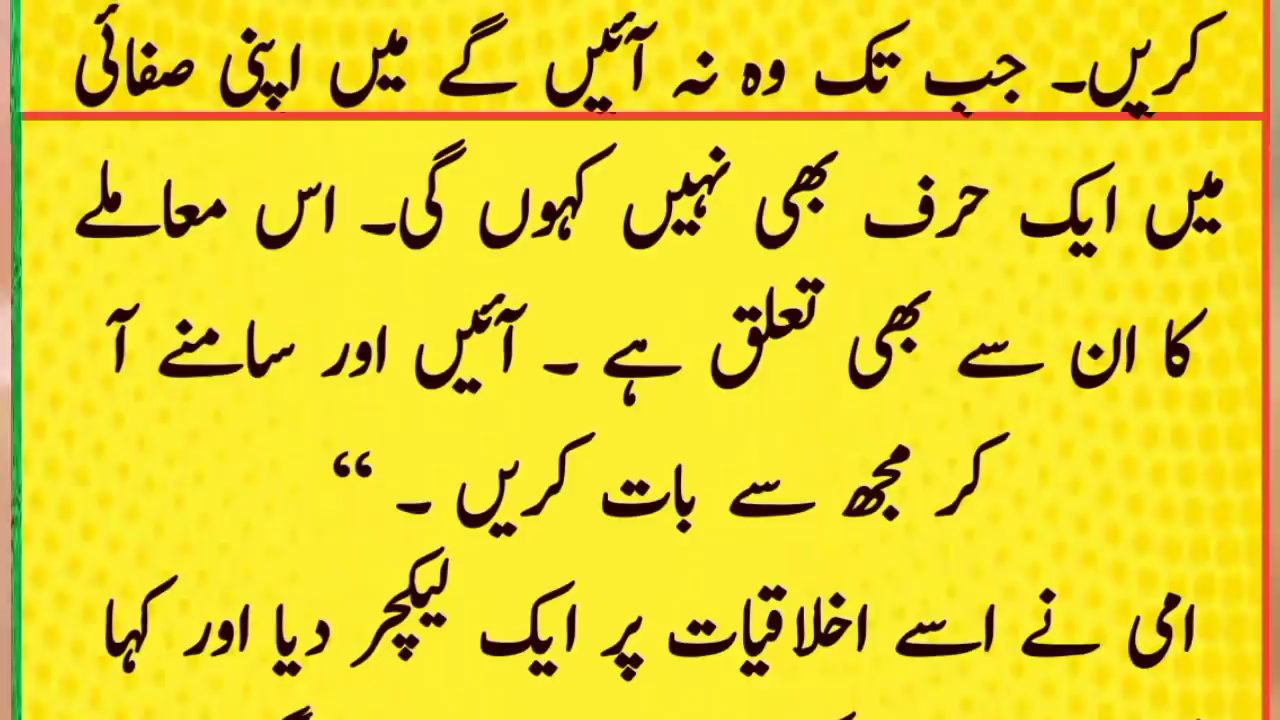 کریں۔ جب تک وہ نہ آئیں گے میں اپنی صفائی
میں ایک حرف بھی نہیں کہوں گی۔ اس معاملے
کا ان سے بھی تعلق ہے ۔ آئیں اور سامنے آ
کر مجھ سے بات کریں ۔ “
امی نے اسے اخلاقیات پر ایک لیکچر دیا اور کہا